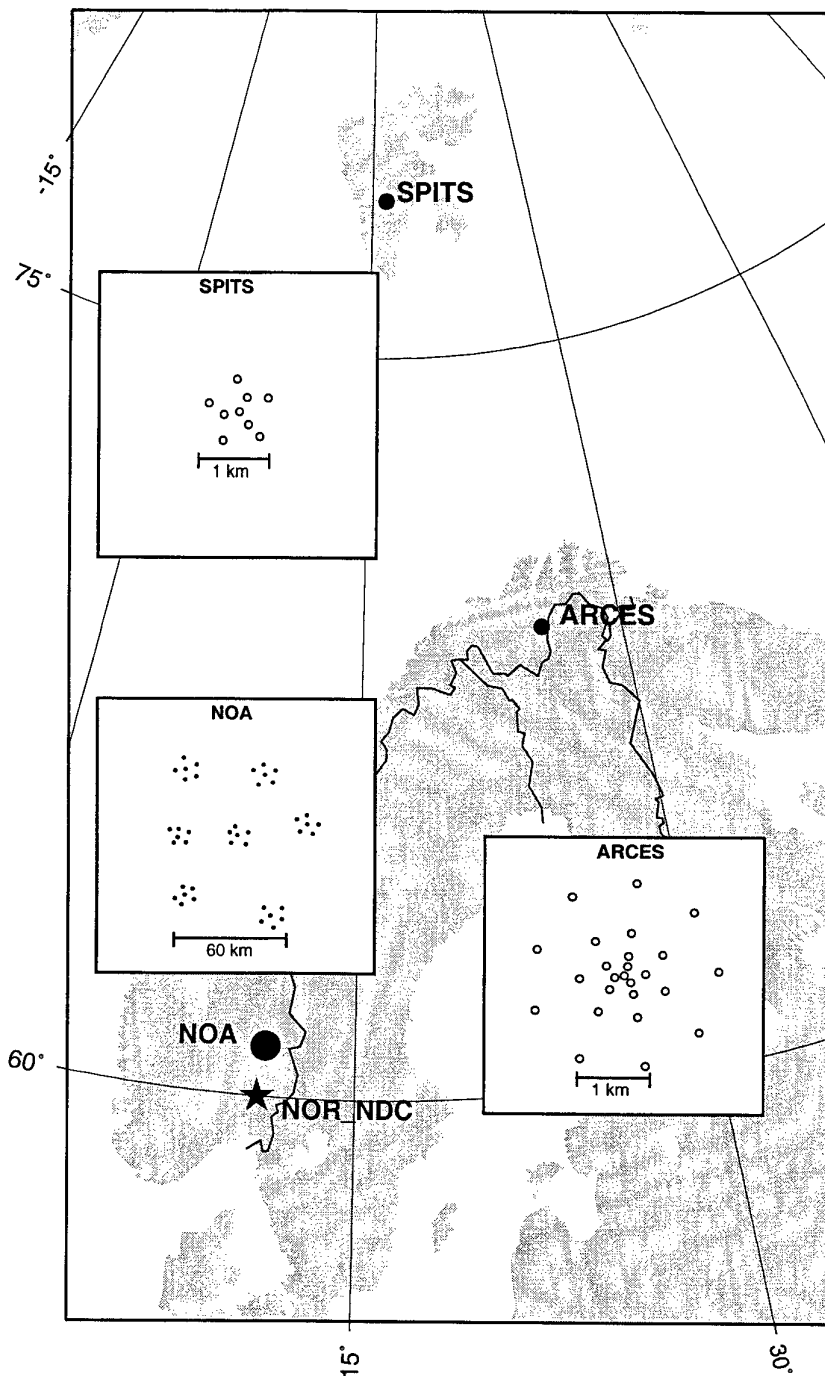 SPITS
-15°
75°
SPITS
1 km
ARCES
NOA
60 km
ARCES
1 km
NOA
60°
NOR_NDC
15°
30°